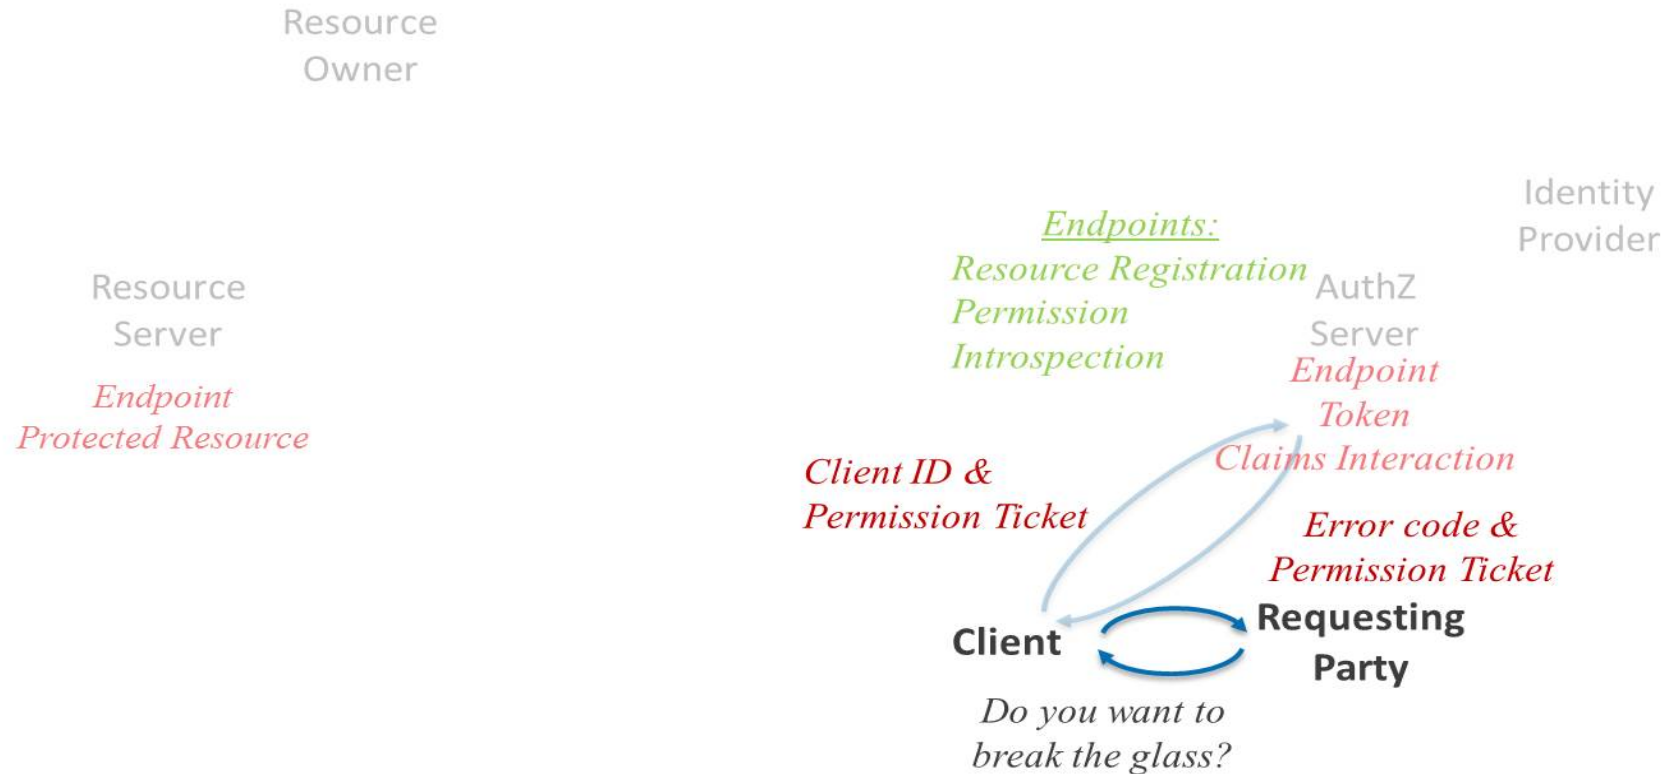 Resource
Owner
Identity
Provider
Endpoints:
Resource Registration
Permission
Introspection
Resource
Server
AuthZ
Server
Endpoint
Protected Resource
Endpoint
Token
Claims Interaction
Client ID &
Permission Ticket
Error code &
Permission Ticket
Client
Requesting
Party
Do you want to
break the glass?